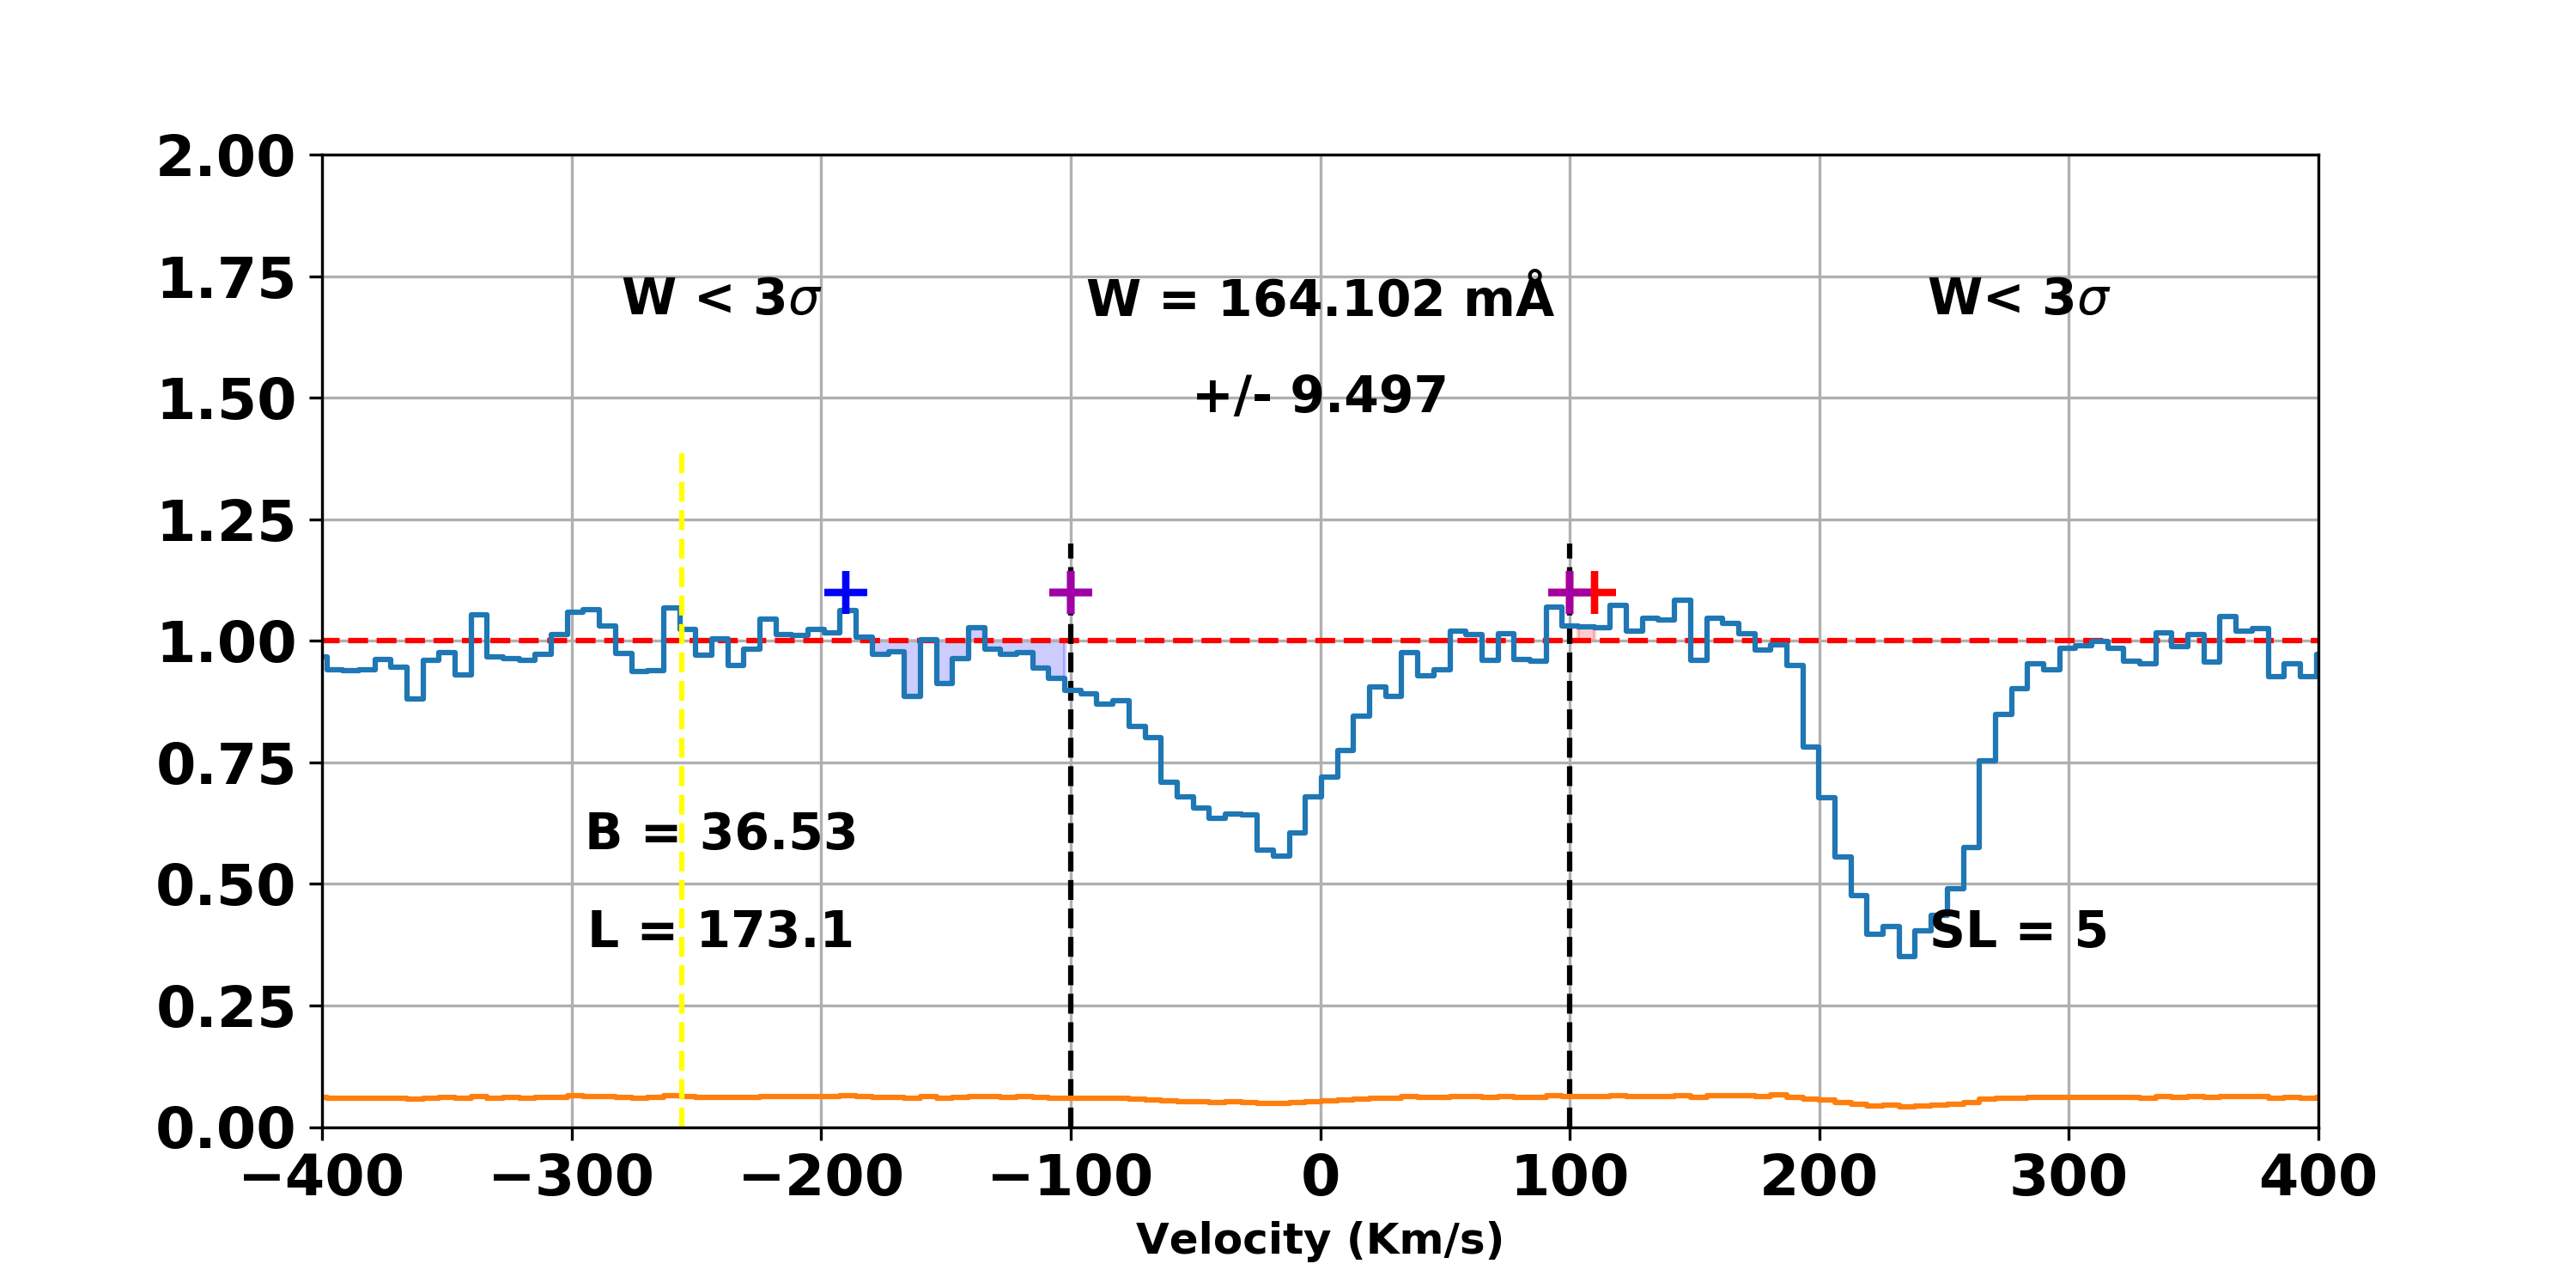 2.00
1.75
1.50
1.25
1.00
0.75
0.50
0.25
0.00
W < 3σ
W = 164.102 mÅ
+/- 9.497
W< 3σ
B = 36.53
L = 173.1
SL = 5
−400 −300 −200 −100 0 100 200 300 400
Velocity (Km/s)